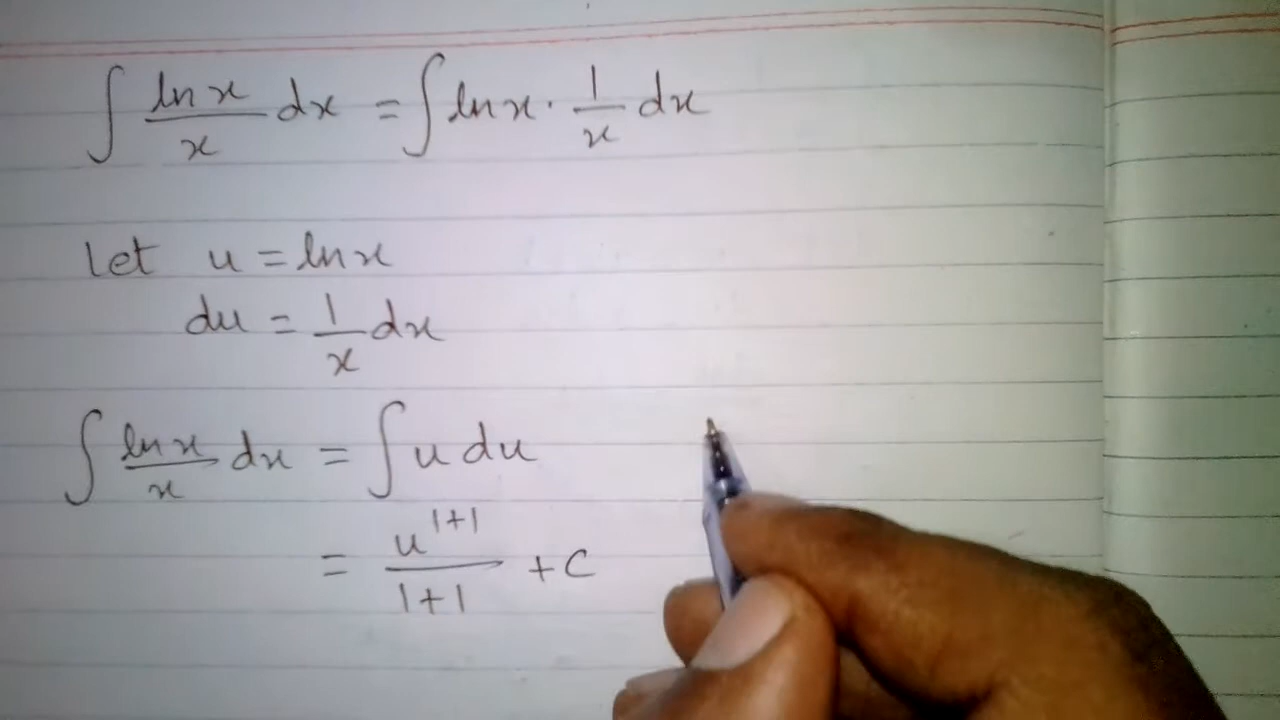 ∫ ln x / x dx = ∫ ln x · 1/x dx
Let u = ln x
du = 1/x dx
∫ ln x / x dx = ∫ u du
= u^(1+1) / 1+1 + C